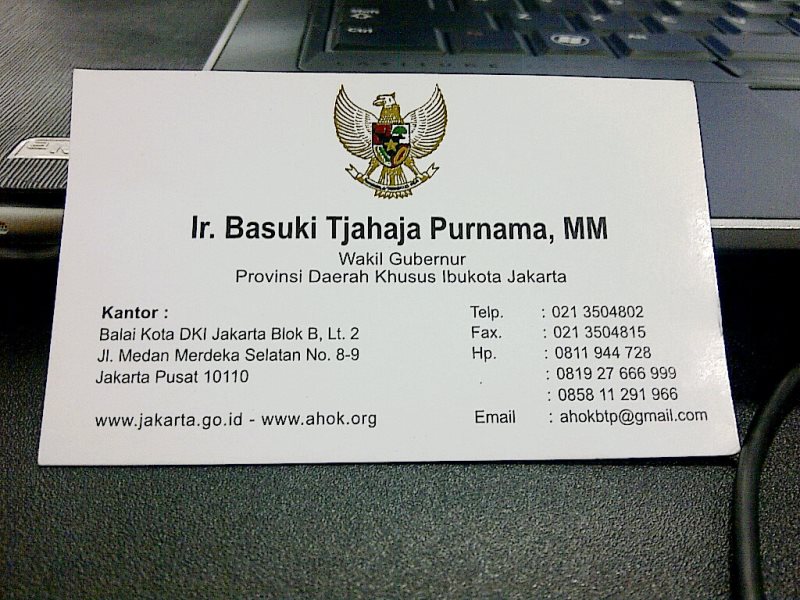 Ir. Basuki Tjahaja Purnama, MM
Wakil Gubernur
Provinsi Daerah Khusus Ibukota Jakarta
Kantor :
Balai Kota DKI Jakarta Blok B, Lt. 2
Jl. Medan Merdeka Selatan No. 8-9
Jakarta Pusat 10110
www.jakarta.go.id - www.ahok.org
Telp. : 021 3504802
Fax. : 021 3504815
Hp. : 0811 944 728
: 0819 27 666 999
: 0858 11 291 966
Email : ahokbtp@gmail.com